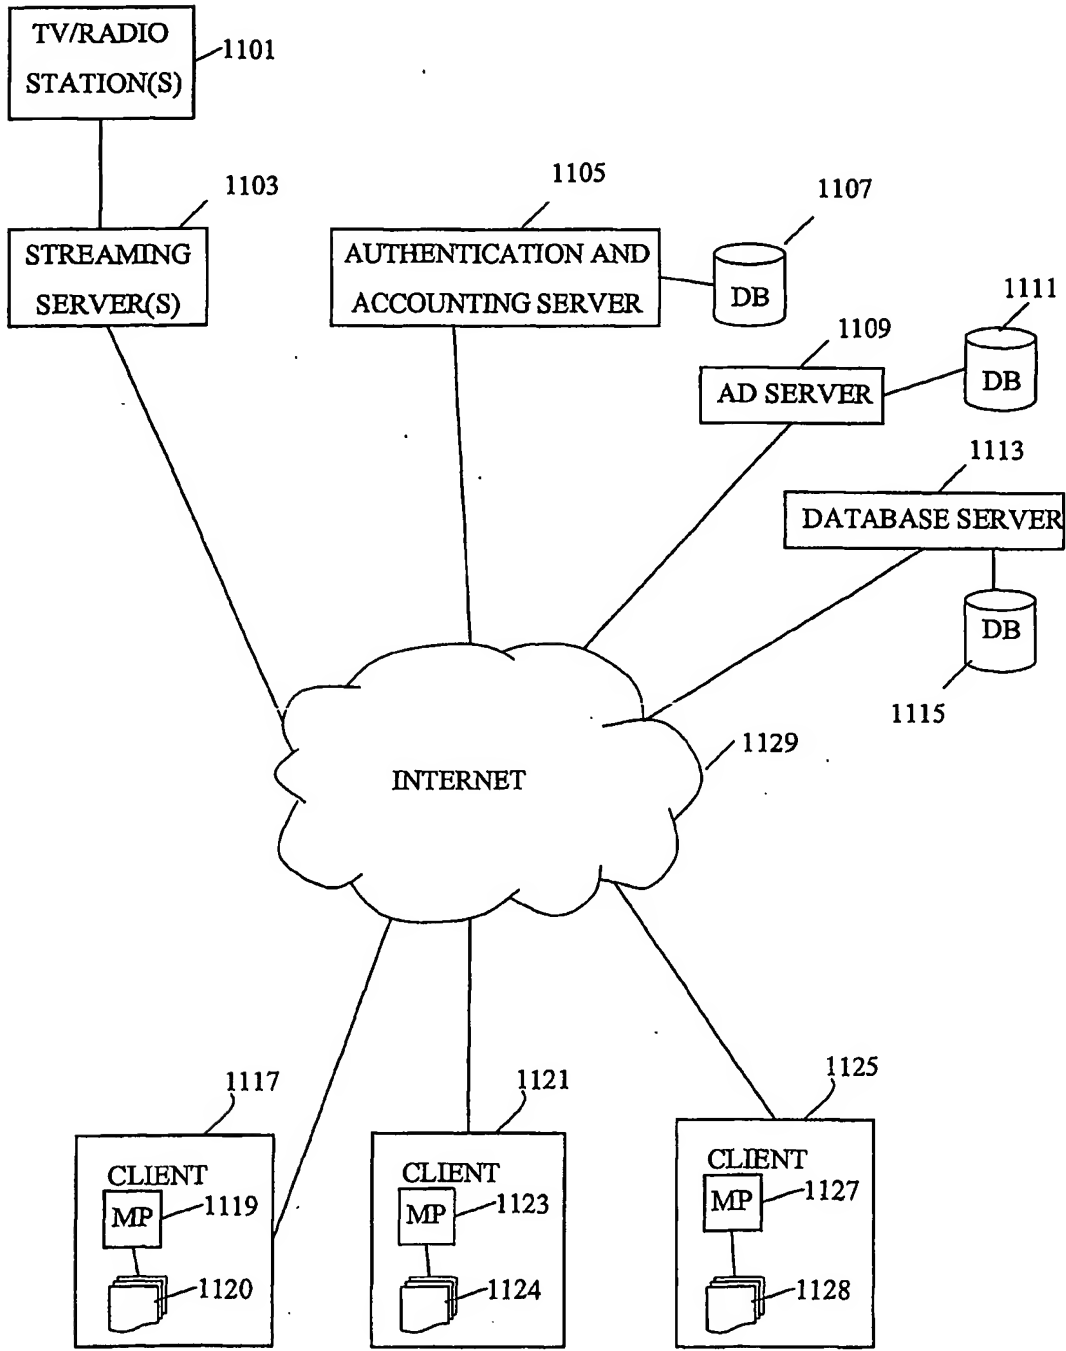 TV/RADIO
STATION(S)
1101
1103
STREAMING
SERVER(S)
1105
AUTHENTICATION AND
ACCOUNTING SERVER
1107
DB
1109
AD SERVER
1111
DB
1113
DATABASE SERVER
DB
1115
INTERNET
1129
1117
CLIENT
MP
1119
1120
1121
CLIENT
MP
1123
1124
1125
CLIENT
MP
1127
1128